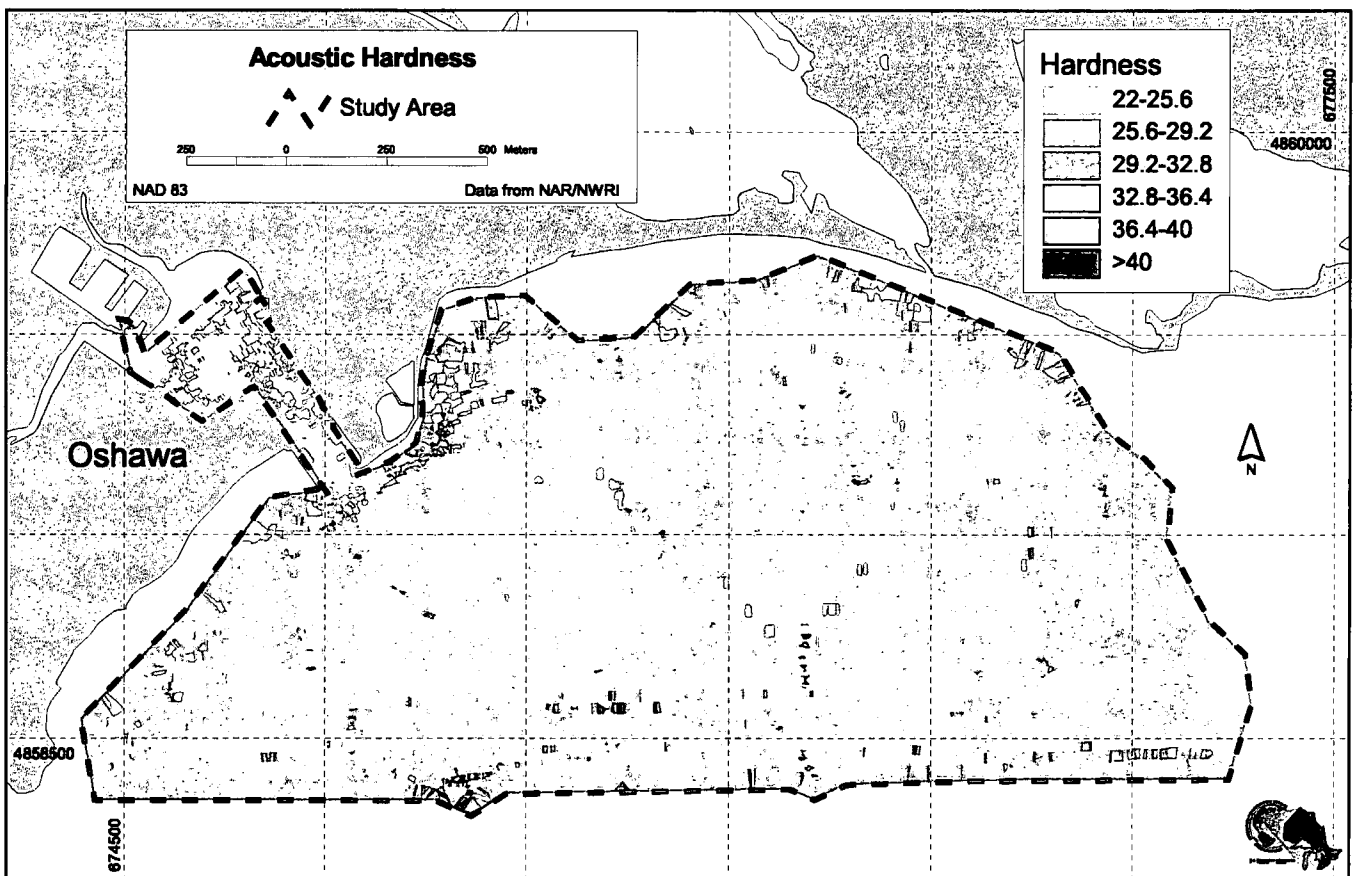 Acoustic Hardness
Study Area
250 0 250 500 Meters
NAD 83 Data from NAR/NWRI
Hardness
22-25.6
25.6-29.2
29.2-32.8
32.8-36.4
36.4-40
>40
677500
4860000
Oshawa
N
4858500
674500